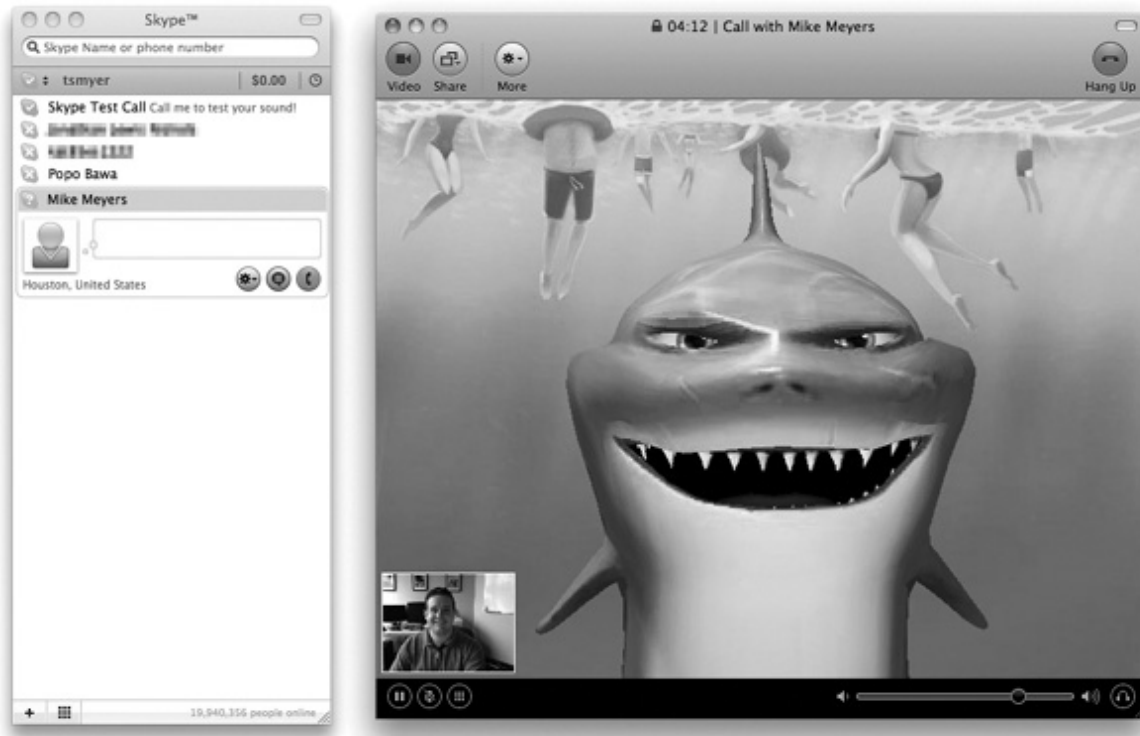 Skype™
Skype Name or phone number
tsmyer
$0.00
Skype Test Call Call me to test your sound!
Popo Bawa
Mike Meyers
Houston, United States
19,940,356 people online
04:12 | Call with Mike Meyers
Video
Share
More
Hang Up